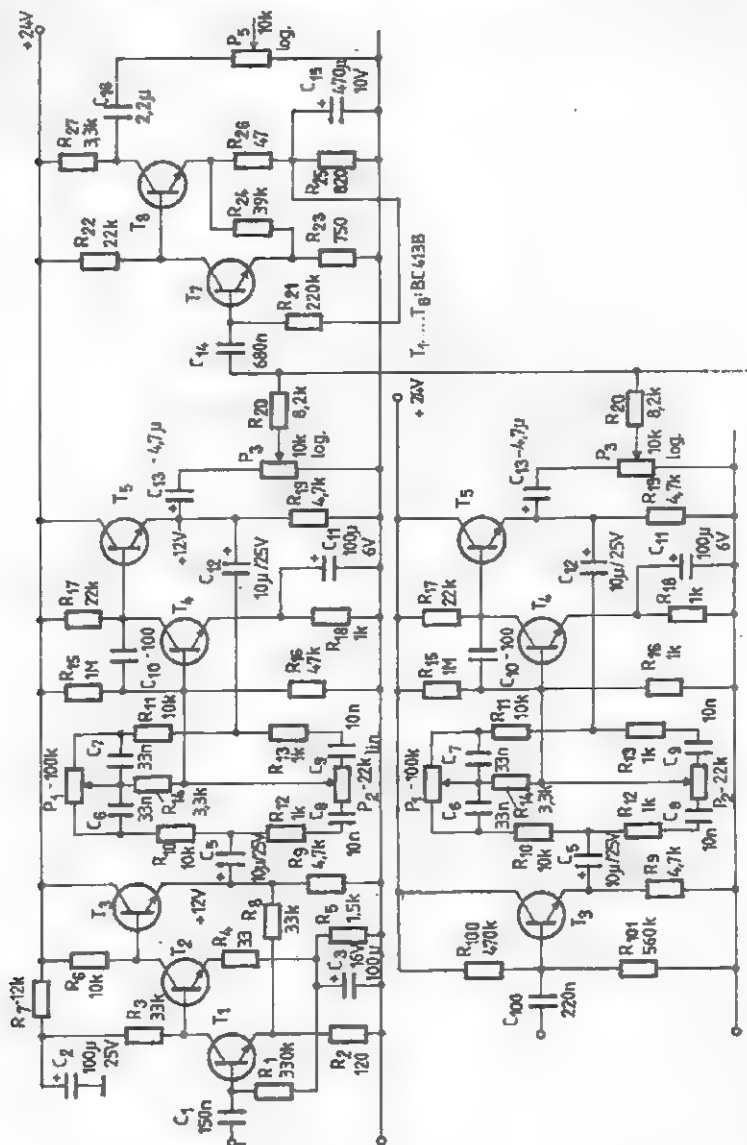 +24V
C2
100µ
25V
R7-12k
R3
33k
R6
10k
T1
T2
T3
C1
150n
R1
330k
R2
120
R4
33
+12V
R8
33k
C3
16V
100µ
R5
1,5k
R9
4,7k
C5
10µ/25V
R10
10k
P1-100k
C6
33n
C7
33n
R14
3,3k
R11
10k
R12
1k
R13
1k
C8
10n
P2-22k
lin
C9
10n
R15
1M
R17
22k
C10-100
T4
T5
R16
47k
R18
1k
C11
100µ
6V
C12
10µ/25V
+12V
C13-4,7µ
R19
4,7k
P3
10k
log.
R20
8,2k
C14
680n
R21
220k
T7
R22
22k
T8
R27
3,3k
R24
39k
R23
750
R26
47
R25
820
C16
2,2µ
C15
470µ
10V
P5
10k
log.
T1...T8:BC413B
+24V
C100
220n
R100
470k
R101
560k
T3
R9
4,7k
C5
10µ/25V
R10
10k
P1-100k
C6
33n
C7
33n
R14
3,3k
R11
10k
R12
1k
R13
1k
C8
10n
P2-22k
C9
10n
R15
1M
R17
22k
C10-100
T4
T5
R16
1k
R18
1k
C11
100µ
6V
C12
10µ/25V
C13-4,7µ
R19
4,7k
P3
10k
log.
R20
8,2k